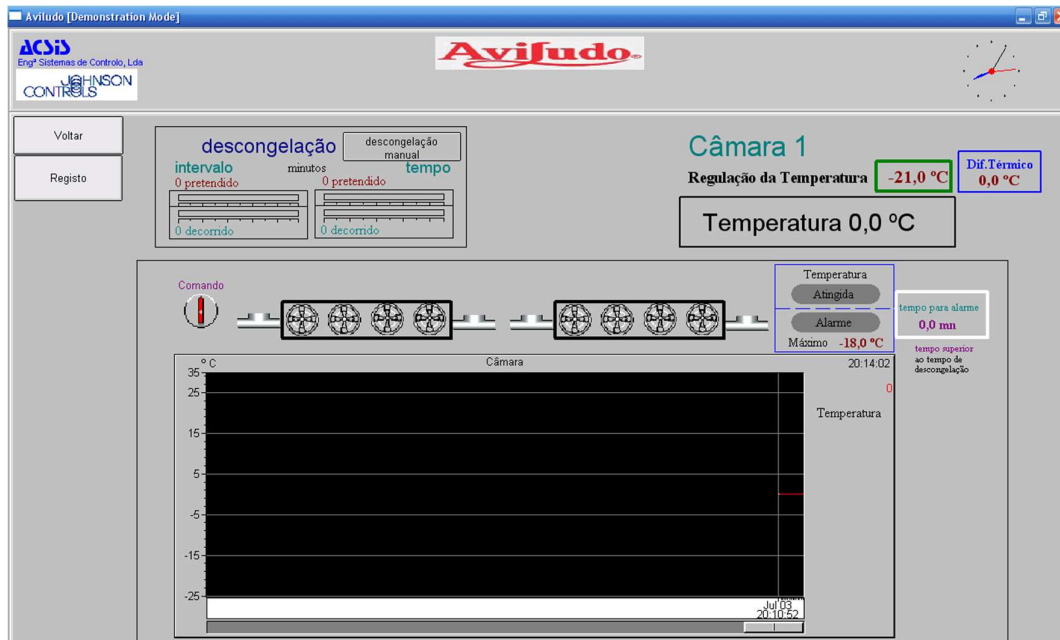 Aviludo [Demonstration Mode]
ACSiS
Engª Sistemas de Controlo, Lda
JOHNSON
CONTROLS
Aviludo®
Voltar
Registo
descongelação
descongelação
manual
intervalo
minutos
tempo
0 pretendido
0 pretendido
0 decorrido
0 decorrido
Câmara 1
Regulação da Temperatura
-21,0 ºC
Dif.Térmico
0,0 ºC
Temperatura 0,0 ºC
Comando
Temperatura
Atingida
Alarme
Máximo -18,0 ºC
tempo para alarme
0,0 mn
tempo superior
ao tempo de
descongelação
º C
Câmara
20:14:02
35
25
15
5
-5
-15
-25
0
Temperatura
Jul 03
20:10:52